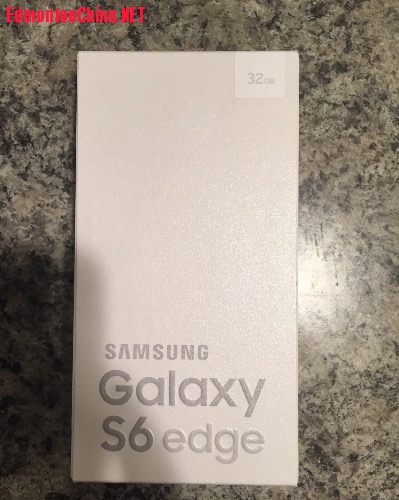 EdmontonChina.NET
32GB
SAMSUNG
Galaxy
S6 edge